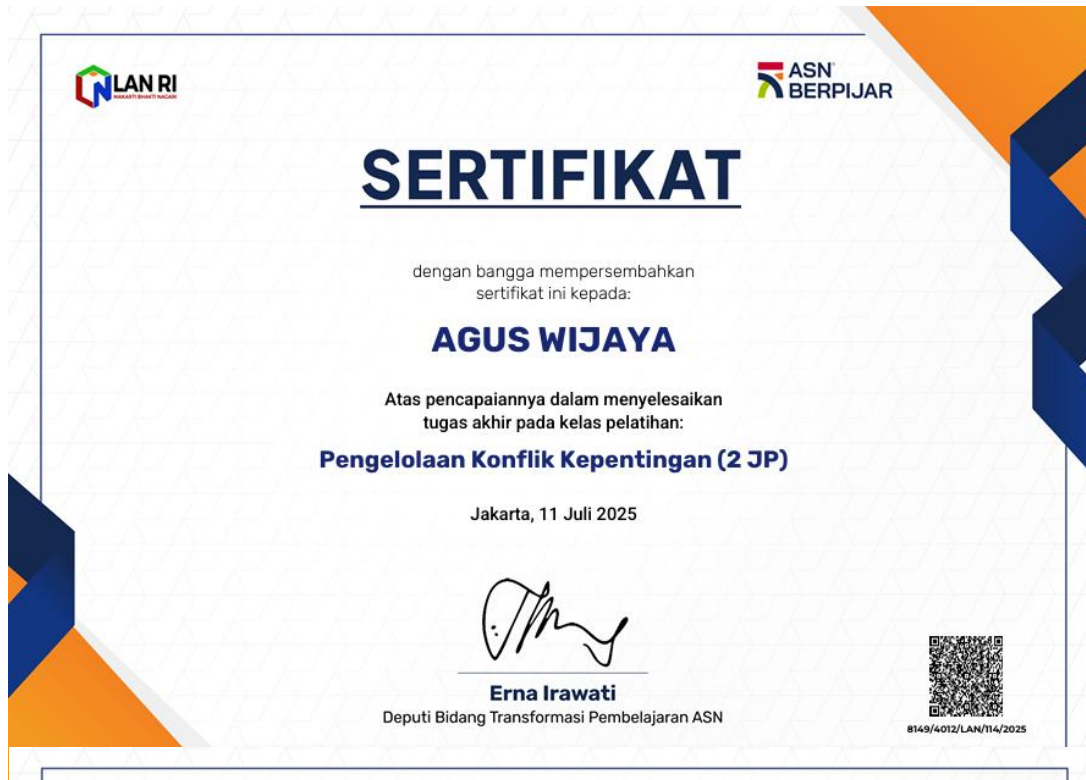 LAN RI
MAKARTI BHAKTI NAGARI
ASN
BERPIJAR
SERTIFIKAT
dengan bangga mempersembahkan
sertifikat ini kepada:
AGUS WIJAYA
Atas pencapaiannya dalam menyelesaikan
tugas akhir pada kelas pelatihan:
Pengelolaan Konflik Kepentingan (2 JP)
Jakarta, 11 Juli 2025
Erna Irawati
Deputi Bidang Transformasi Pembelajaran ASN
8149/4012/LAN/114/2025